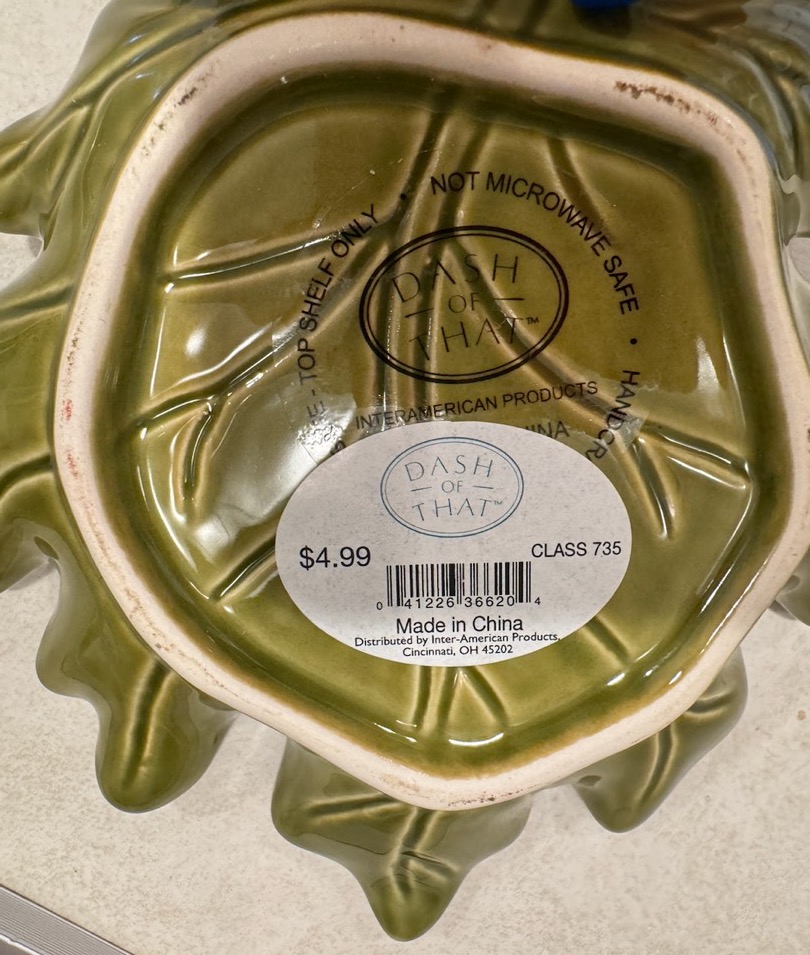 NOT MICROWAVE SAFE • HANDCR
- TOP SHELF ONLY •
DASH
OF
THAT™
INTERAMERICAN PRODUCTS
DASH
OF
THAT™
$4.99
CLASS 735
0 41226 36620 4
Made in China
Distributed by Inter-American Products,
Cincinnati, OH 45202